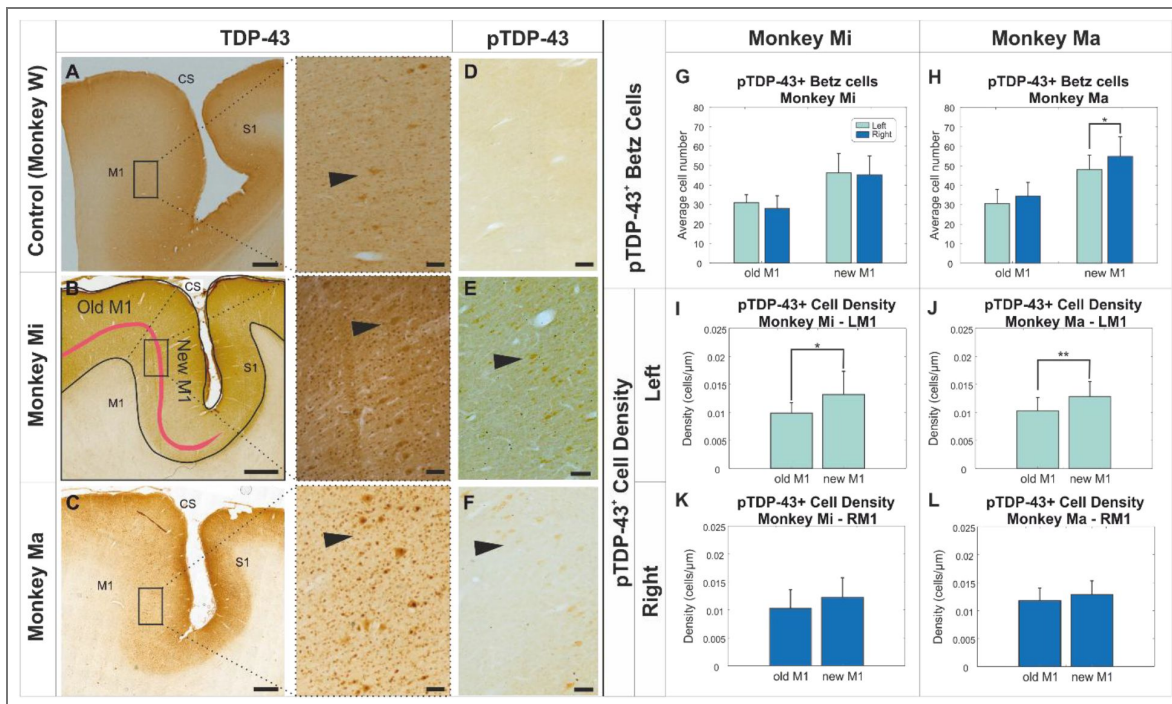 TDP-43
pTDP-43
Control (Monkey W)
A
CS
S1
M1
D
Monkey Mi
B
CS
Old M1
New M1
S1
M1
E
Monkey Ma
C
CS
S1
M1
F
Monkey Mi
Monkey Ma
pTDP-43+ Betz Cells
G
pTDP-43+ Betz cells
Monkey Mi
Average cell number
80
70
60
50
40
30
20
10
0
Left
Right
old M1
new M1
H
pTDP-43+ Betz cells
Monkey Ma
Average cell number
80
70
60
50
40
30
20
10
0
*
old M1
new M1
pTDP-43+ Cell Density
Left
I
pTDP-43+ Cell Density
Monkey Mi - LM1
Density (cells/µm)
0.025
0.02
0.015
0.01
0.005
0
*
old M1
new M1
J
pTDP-43+ Cell Density
Monkey Ma - LM1
Density (cells/µm)
0.025
0.02
0.015
0.01
0.005
0
**
old M1
new M1
Right
K
pTDP-43+ Cell Density
Monkey Mi - RM1
Density (cells/µm)
0.025
0.02
0.015
0.01
0.005
0
old M1
new M1
L
pTDP-43+ Cell Density
Monkey Ma - RM1
Density (cells/µm)
0.025
0.02
0.015
0.01
0.005
0
old M1
new M1